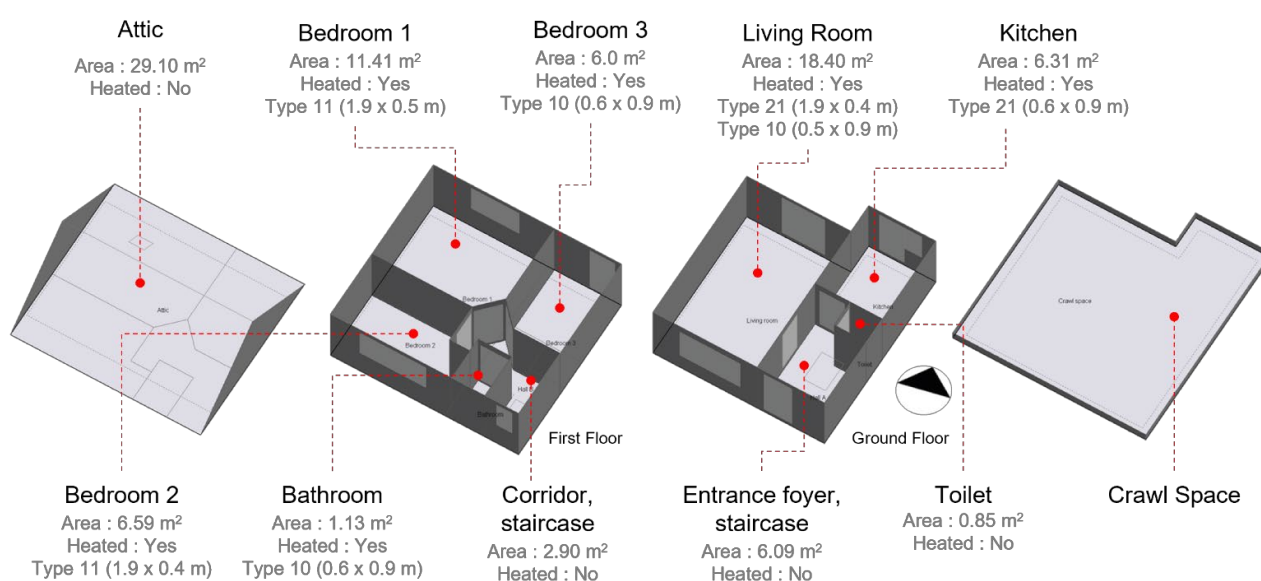 Attic
Area : 29.10 m²
Heated : No
Bedroom 1
Area : 11.41 m²
Heated : Yes
Type 11 (1.9 x 0.5 m)
Bedroom 3
Area : 6.0 m²
Heated : Yes
Type 10 (0.6 x 0.9 m)
Living Room
Area : 18.40 m²
Heated : Yes
Type 21 (1.9 x 0.4 m)
Type 10 (0.5 x 0.9 m)
Kitchen
Area : 6.31 m²
Heated : Yes
Type 21 (0.6 x 0.9 m)
Attic
Bedroom 1
Bedroom 2
Bedroom 3
Hall B
Bathroom
First Floor
Living room
Kitchen
Toilet
Hall A
Ground Floor
Crawl space
Bedroom 2
Area : 6.59 m²
Heated : Yes
Type 11 (1.9 x 0.4 m)
Bathroom
Area : 1.13 m²
Heated : Yes
Type 10 (0.6 x 0.9 m)
Corridor,
staircase
Area : 2.90 m²
Heated : No
Entrance foyer,
staircase
Area : 6.09 m²
Heated : No
Toilet
Area : 0.85 m²
Heated : No
Crawl Space